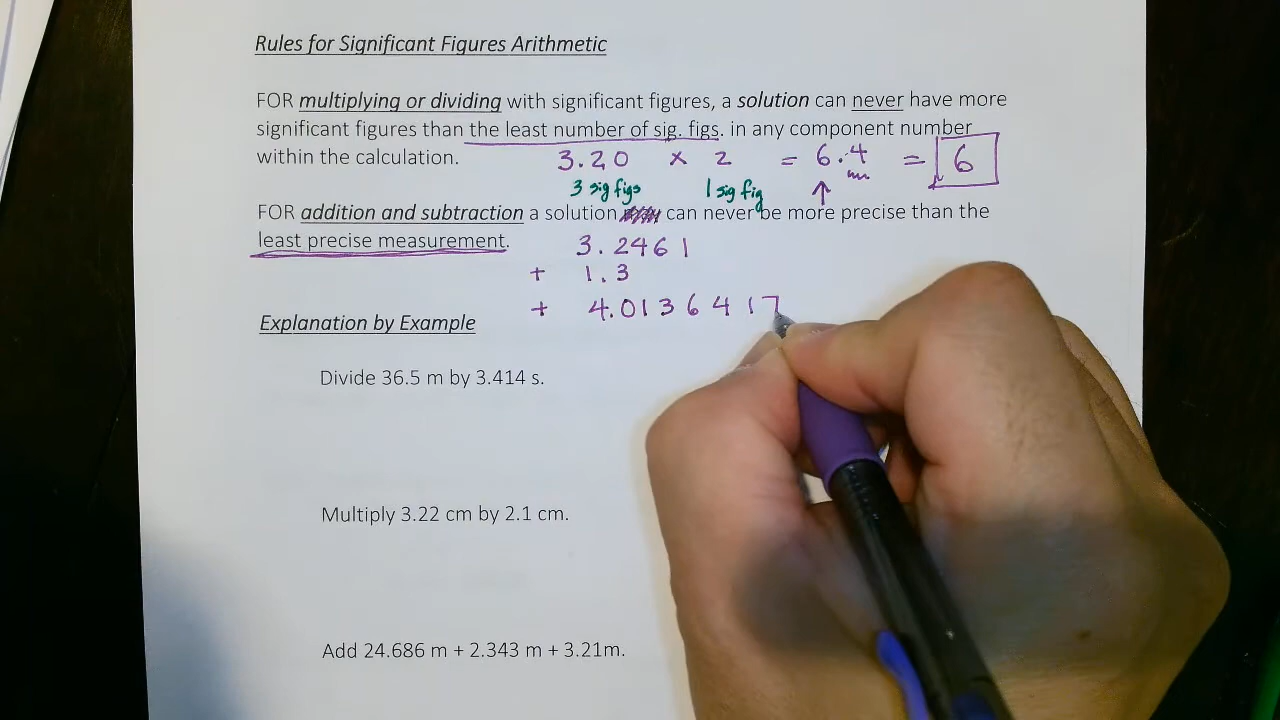 Rules for Significant Figures Arithmetic
FOR multiplying or dividing with significant figures, a solution can never have more
significant figures than the least number of sig. figs. in any component number
within the calculation.
3.20 x 2 = 6.4 = 6
3 sig figs 1 sig fig
FOR addition and subtraction a solution can never be more precise than the
least precise measurement.
3.2461
+ 1.3
+ 4.0136417
Explanation by Example
Divide 36.5 m by 3.414 s.
Multiply 3.22 cm by 2.1 cm.
Add 24.686 m + 2.343 m + 3.21m.